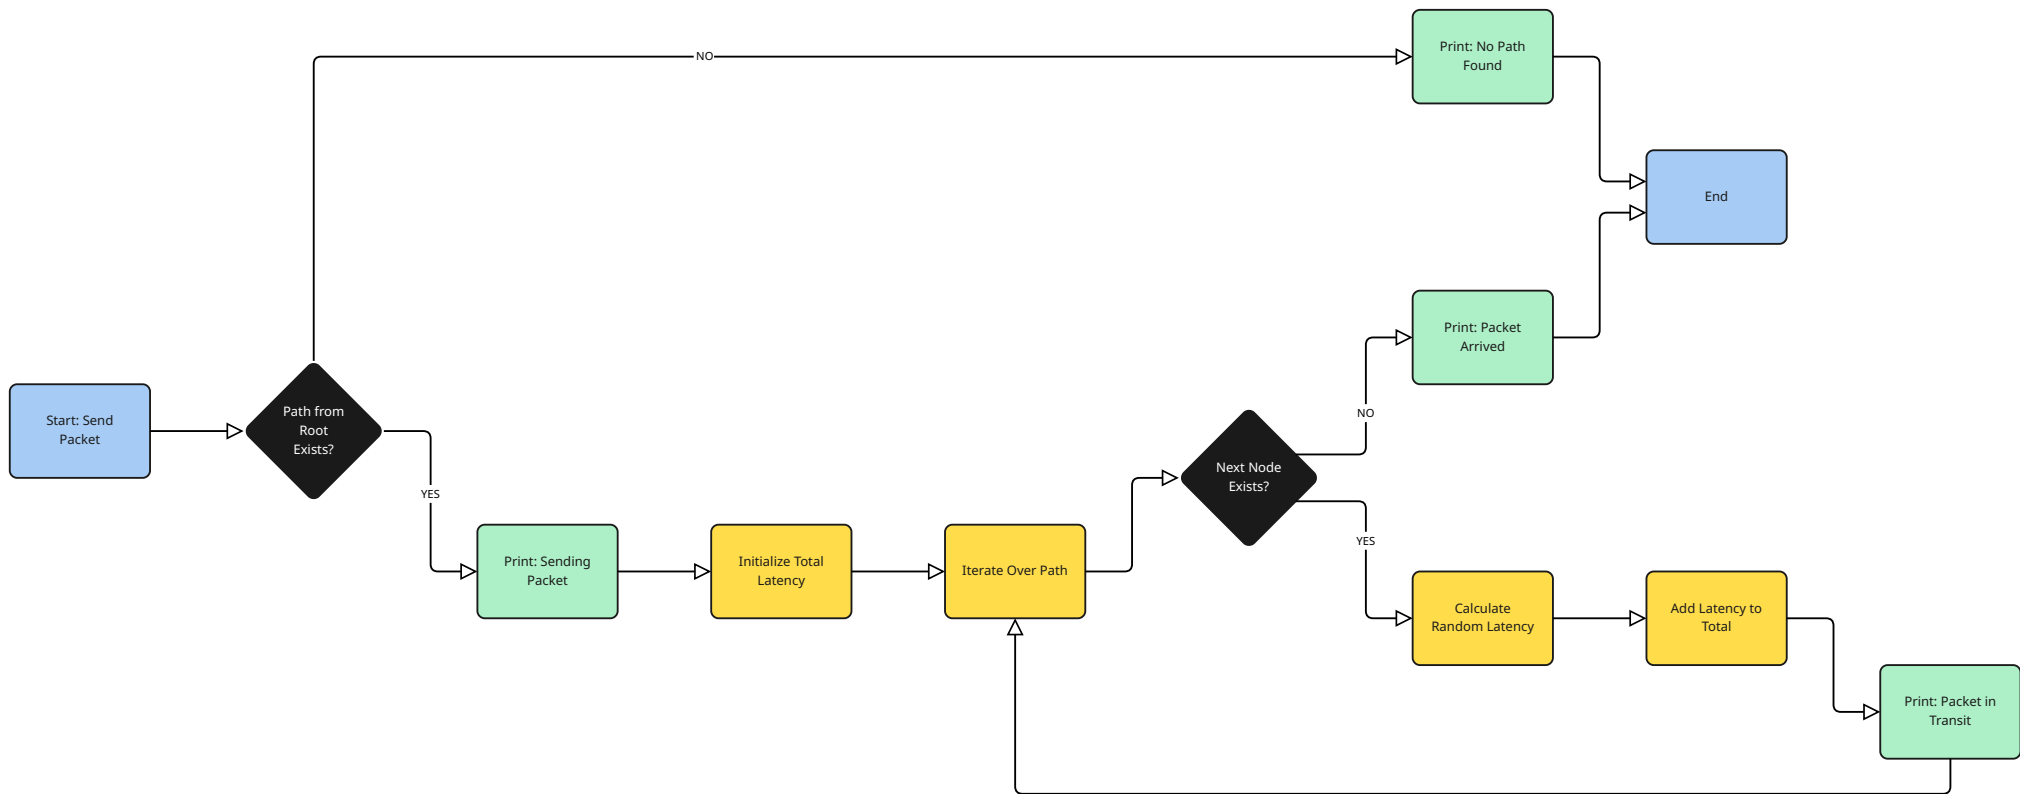 Start: Send
Packet
Path from
Root
Exists?
NO
YES
Print: No Path
Found
End
Print: Sending
Packet
Initialize Total
Latency
Iterate Over Path
Next Node
Exists?
NO
YES
Print: Packet
Arrived
Calculate
Random Latency
Add Latency to
Total
Print: Packet in
Transit